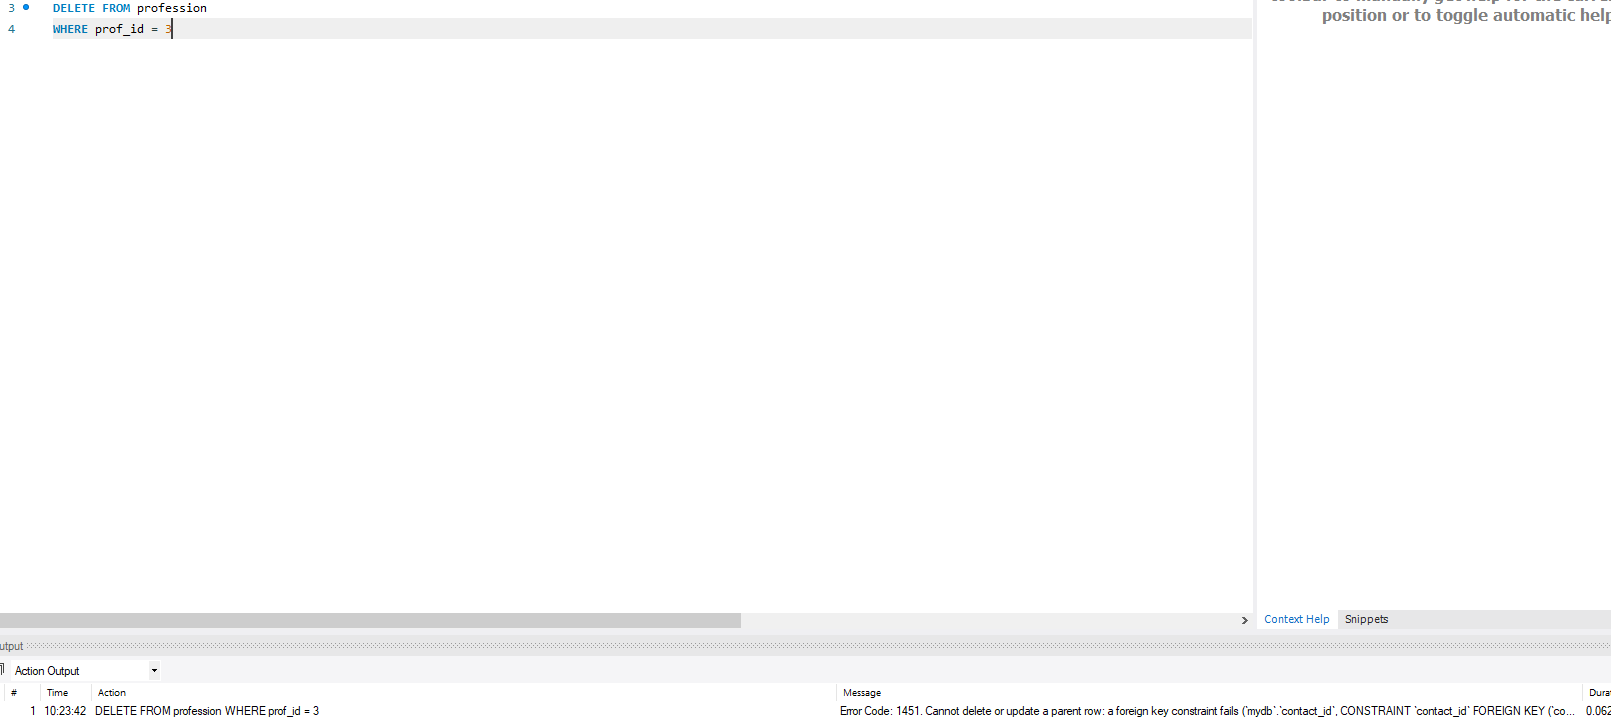 3 DELETE FROM profession
4 WHERE prof_id = 3
position or to toggle automatic help
Context Help Snippets
utput
Action Output
# Time Action Message Durat
1 10:23:42 DELETE FROM profession WHERE prof_id = 3 Error Code: 1451. Cannot delete or update a parent row: a foreign key constraint fails (`mydb`.`contact_id`, CONSTRAINT `contact_id` FOREIGN KEY (`co... 0.062